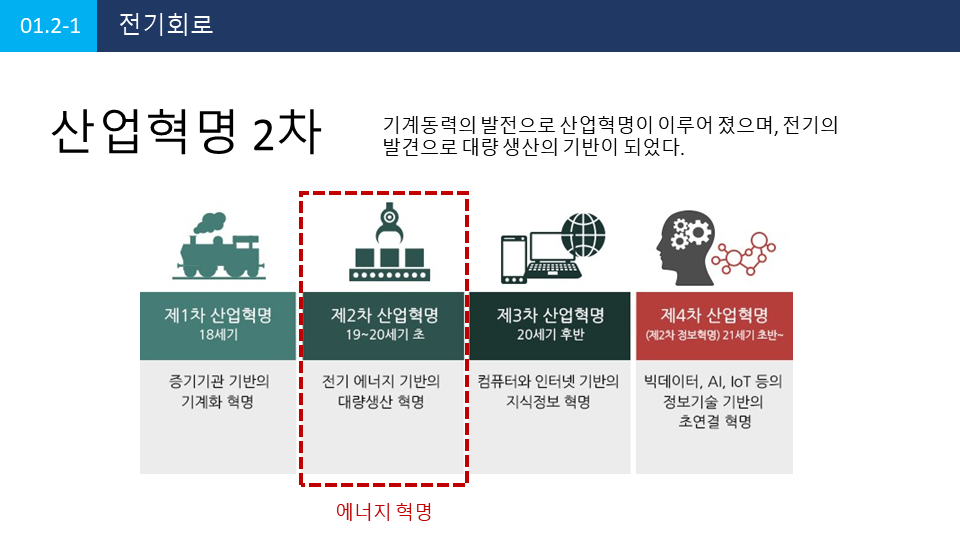 01.2-1
전기회로
산업혁명 2차
기계동력의 발전으로 산업혁명이 이루어 졌으며, 전기의
발견으로 대량 생산의 기반이 되었다.
제1차 산업혁명
18세기
증기기관 기반의
기계화 혁명
제2차 산업혁명
19~20세기 초
전기 에너지 기반의
대량생산 혁명
제3차 산업혁명
20세기 후반
컴퓨터와 인터넷 기반의
지식정보 혁명
제4차 산업혁명
(제2차 정보혁명) 21세기 초반~
빅데이터, AI, IoT 등의
정보기술 기반의
초연결 혁명
에너지 혁명